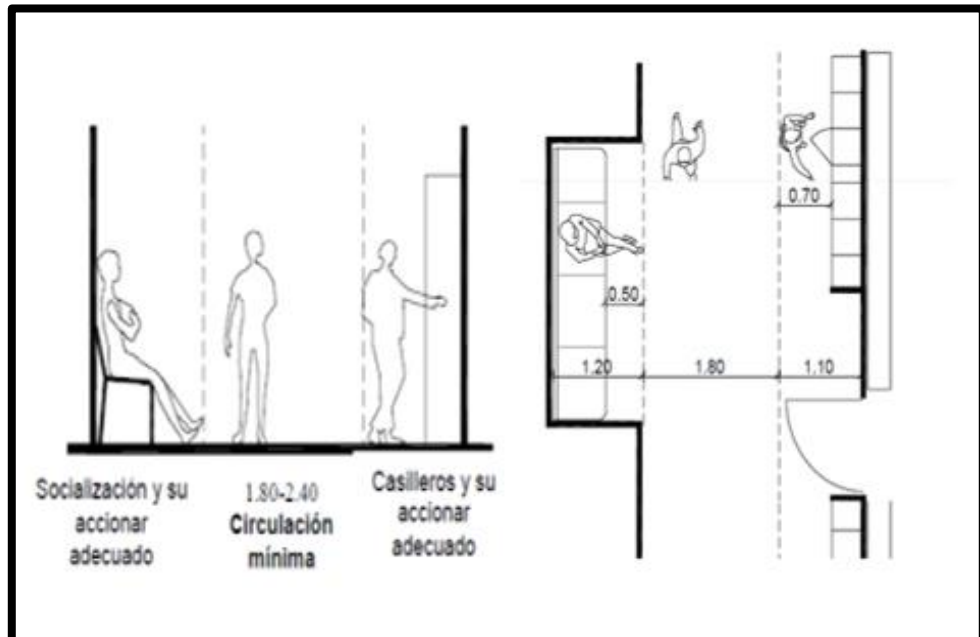 Socialización y su
accionar
adecuado
1.80-2.40
Circulación
mínima
Casilleros y su
accionar
adecuado
0.70
0.50
1.20
1.80
1.10